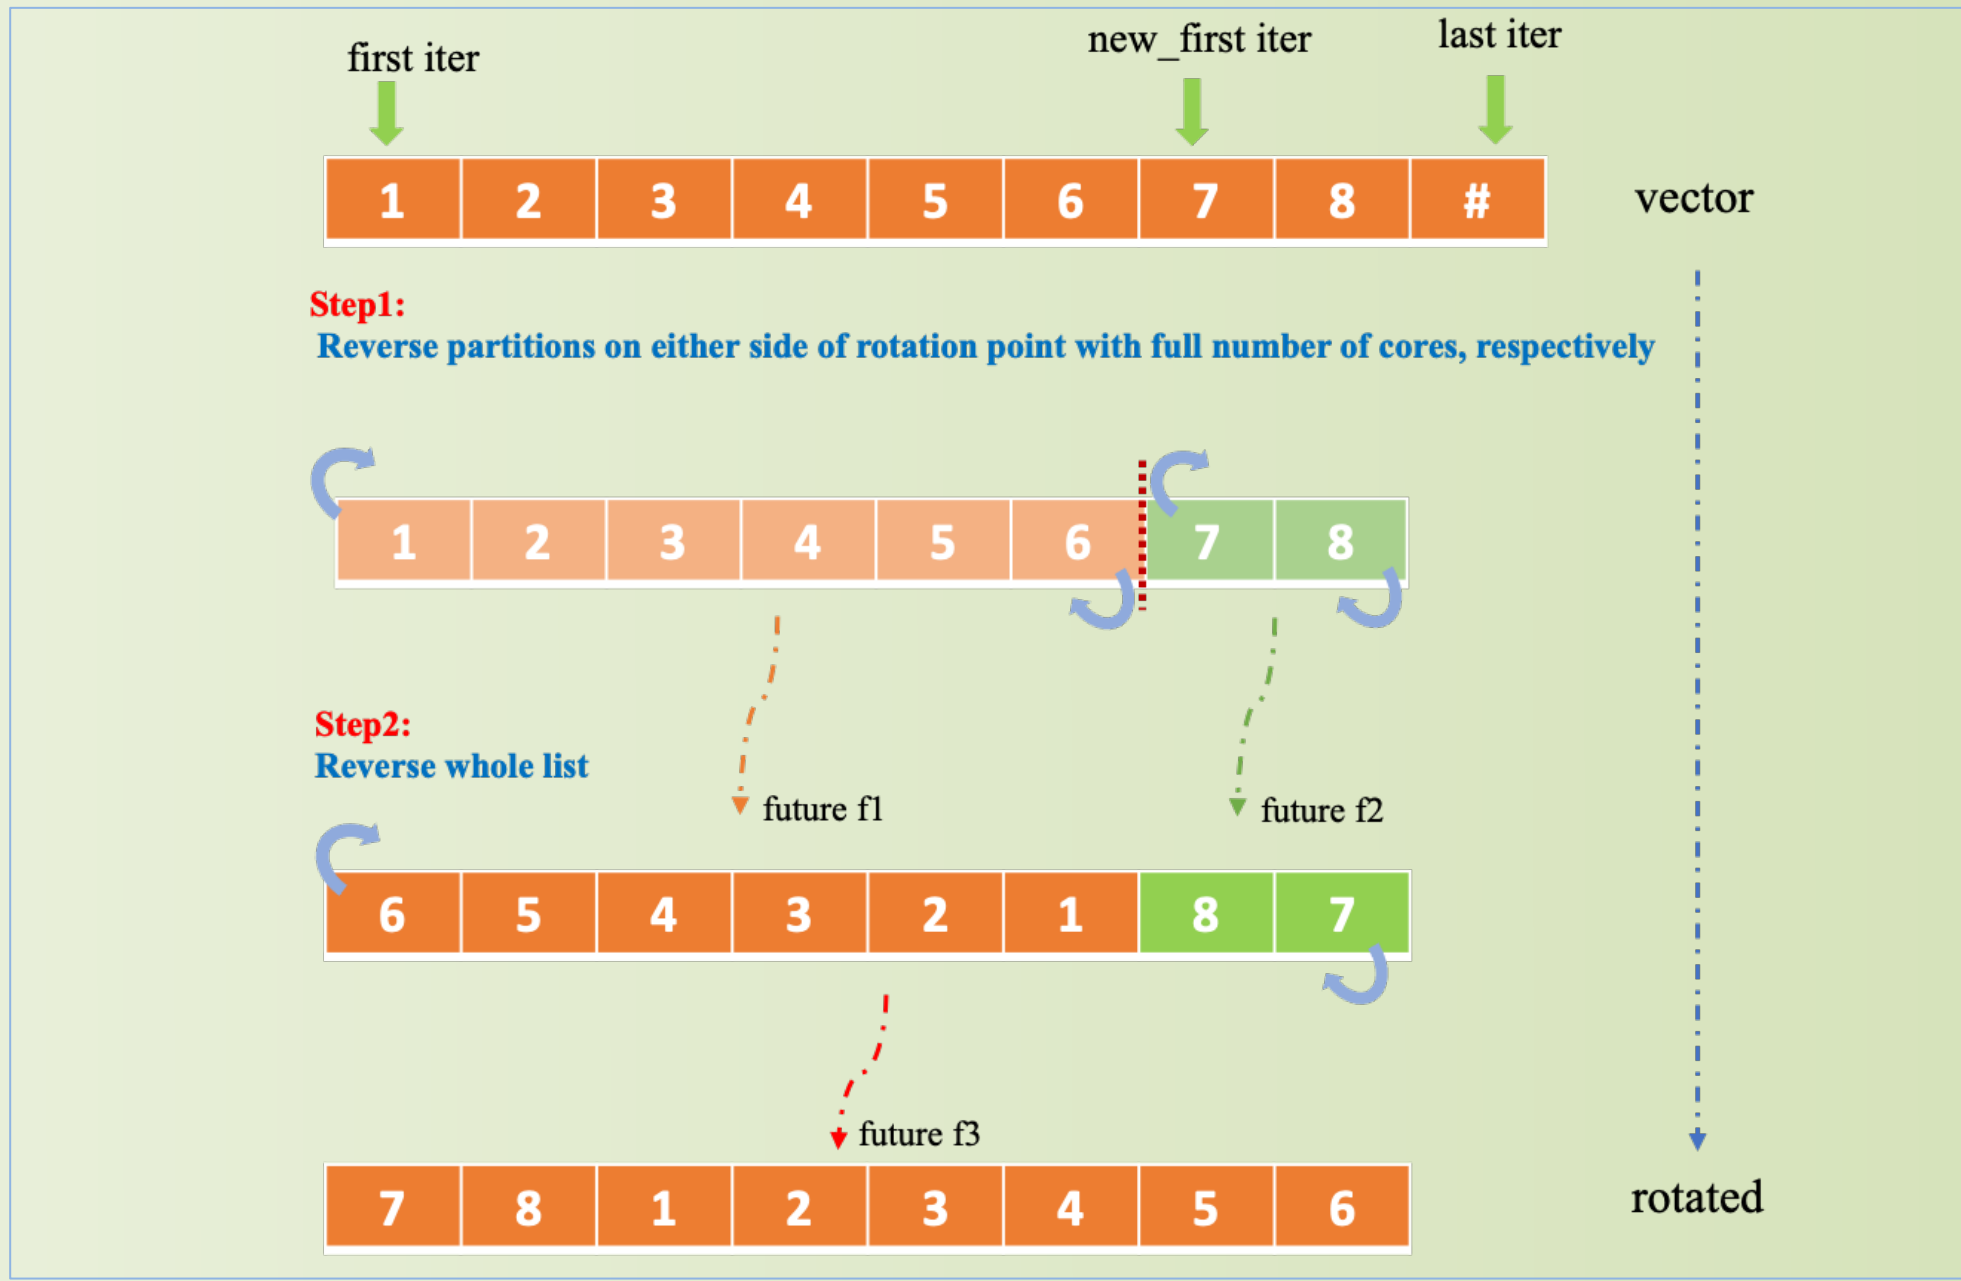 first iter new_first iter last iter
1 2 3 4 5 6 7 8 # vector
Step1:
Reverse partitions on either side of rotation point with full number of cores, respectively
1 2 3 4 5 6 7 8
Step2:
Reverse whole list
future f1 future f2
6 5 4 3 2 1 8 7
future f3
7 8 1 2 3 4 5 6 rotated